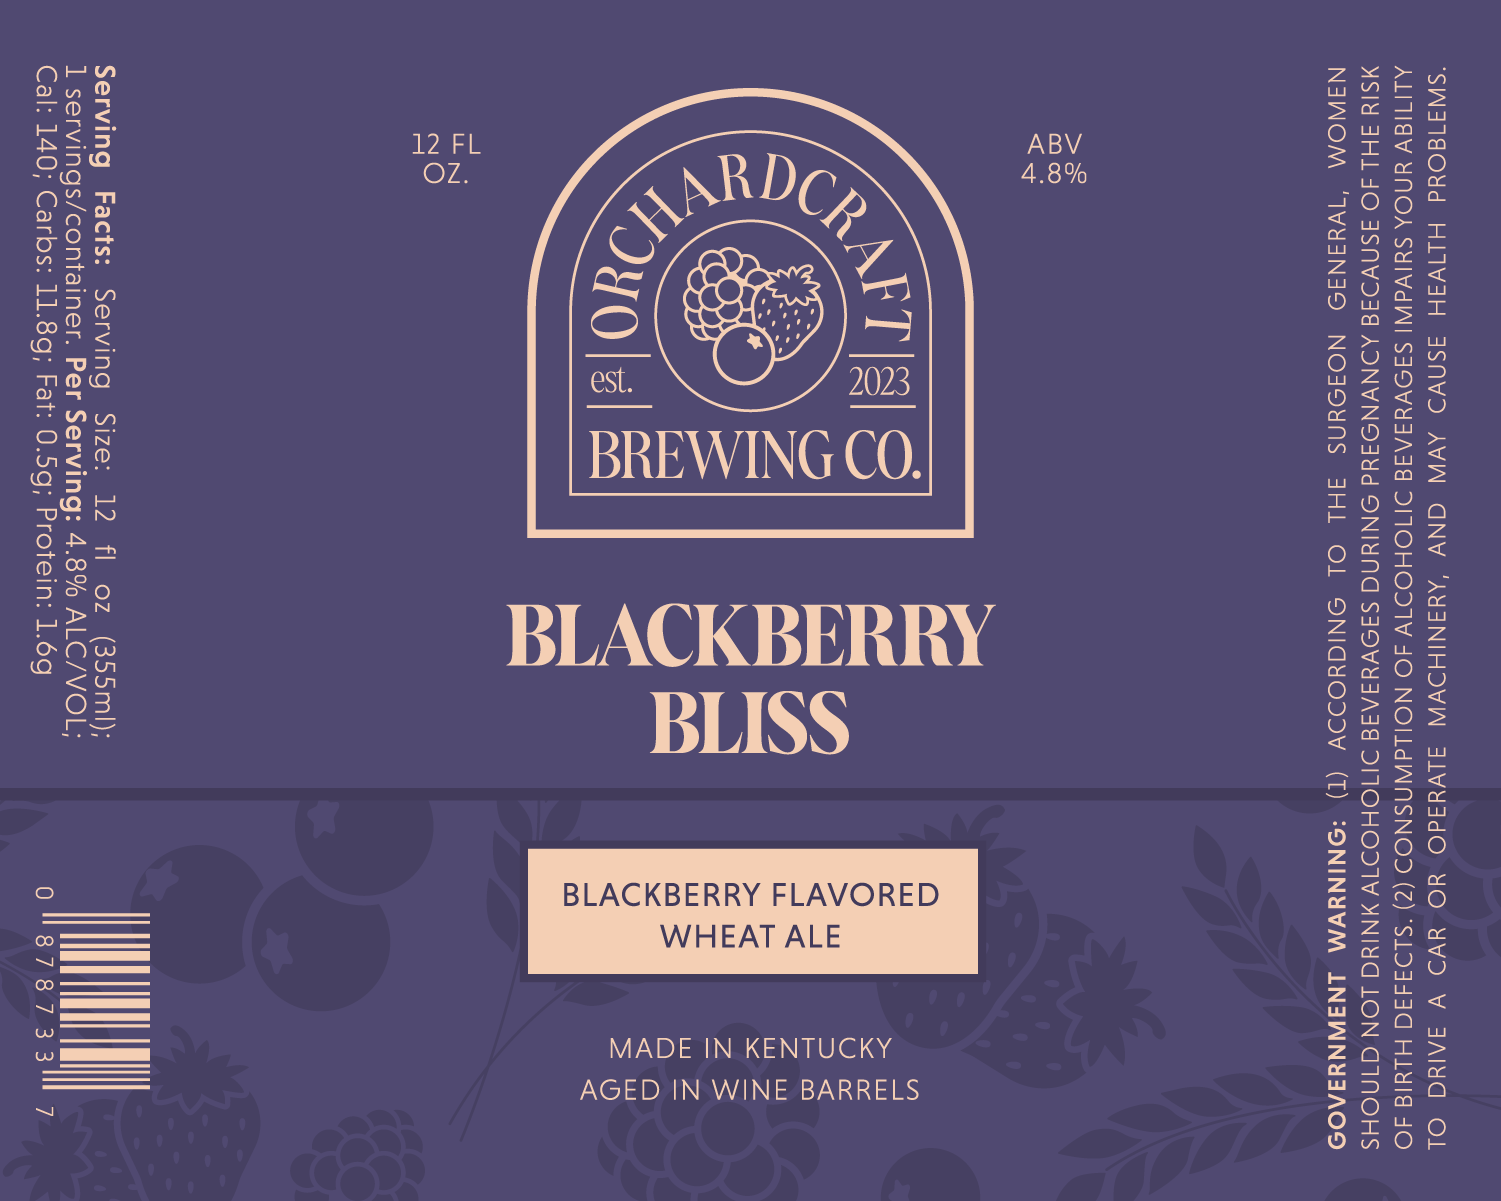 Serving Facts: Serving Size: 12 fl oz (355ml);
1 servings/container. Per Serving: 4.8% ALC/VOL;
Cal: 140; Carbs: 11.8g; Fat: 0.5g; Protein: 1.6g
12 FL
OZ.
ORCHARDCRAFT
est.
2023
BREWING CO.
ABV
4.8%
BLACKBERRY
BLISS
BLACKBERRY FLAVORED
WHEAT ALE
MADE IN KENTUCKY
AGED IN WINE BARRELS
0 878733 7
GOVERNMENT WARNING: (1) ACCORDING TO THE SURGEON GENERAL, WOMEN
SHOULD NOT DRINK ALCOHOLIC BEVERAGES DURING PREGNANCY BECAUSE OF THE RISK
OF BIRTH DEFECTS. (2) CONSUMPTION OF ALCOHOLIC BEVERAGES IMPAIRS YOUR ABILITY
TO DRIVE A CAR OR OPERATE MACHINERY, AND MAY CAUSE HEALTH PROBLEMS.